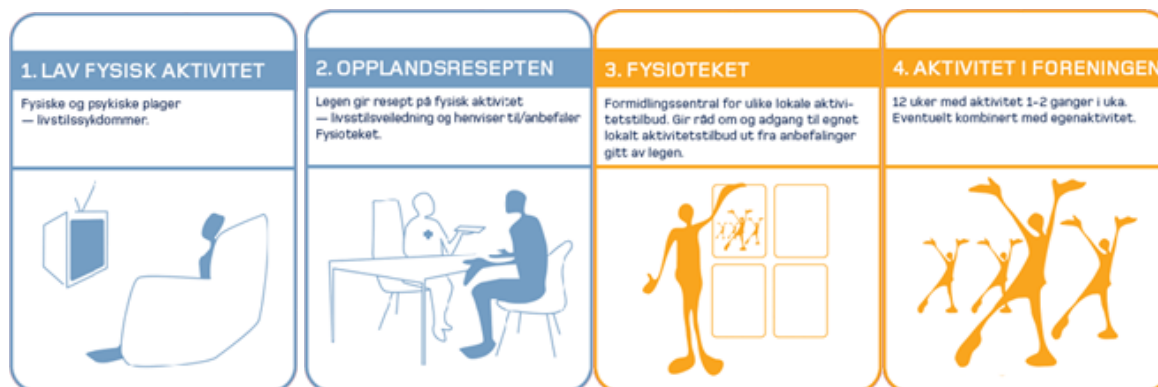 1. LAV FYSISK AKTIVITET
Fysiske og psykiske plager
— livstilssykdommer.
2. OPPLANDSRESEPTEN
Legen gir resept på fysisk aktivitet
— livsstilsveiledning og henviser til/anbefaler
Fysioteket.
3. FYSIOTEKET
Formidlingssentral for ulike lokale aktivi-
tetstilbud. Gir råd om og adgang til egnet
lokalt aktivitetstilbud ut fra anbefalinger
gitt av legen.
4. AKTIVITET I FORENINGEN
12 uker med aktivitet 1-2 ganger i uka.
Eventuelt kombinert med egenaktivitet.